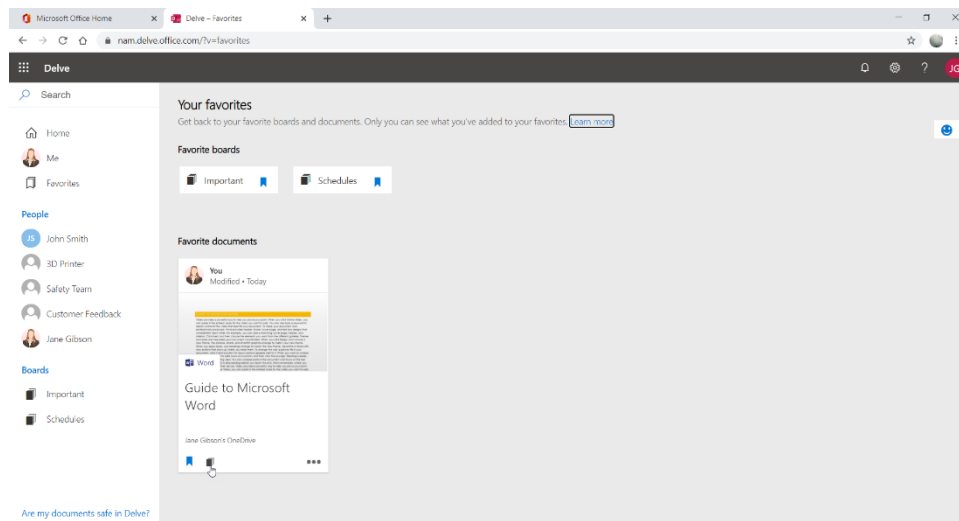 Microsoft Office Home
Delve – Favorites
nam.delve.office.com/?v=favorites
Delve
JG
Search
Home
Me
Favorites
People
JS John Smith
3D Printer
Safety Team
Customer Feedback
Jane Gibson
Boards
Important
Schedules
Are my documents safe in Delve?
Your favorites
Get back to your favorite boards and documents. Only you can see what you've added to your favorites. Learn more
Favorite boards
Important
Schedules
Favorite documents
You
Modified • Today
Word
Guide to Microsoft
Word
Jane Gibson's OneDrive